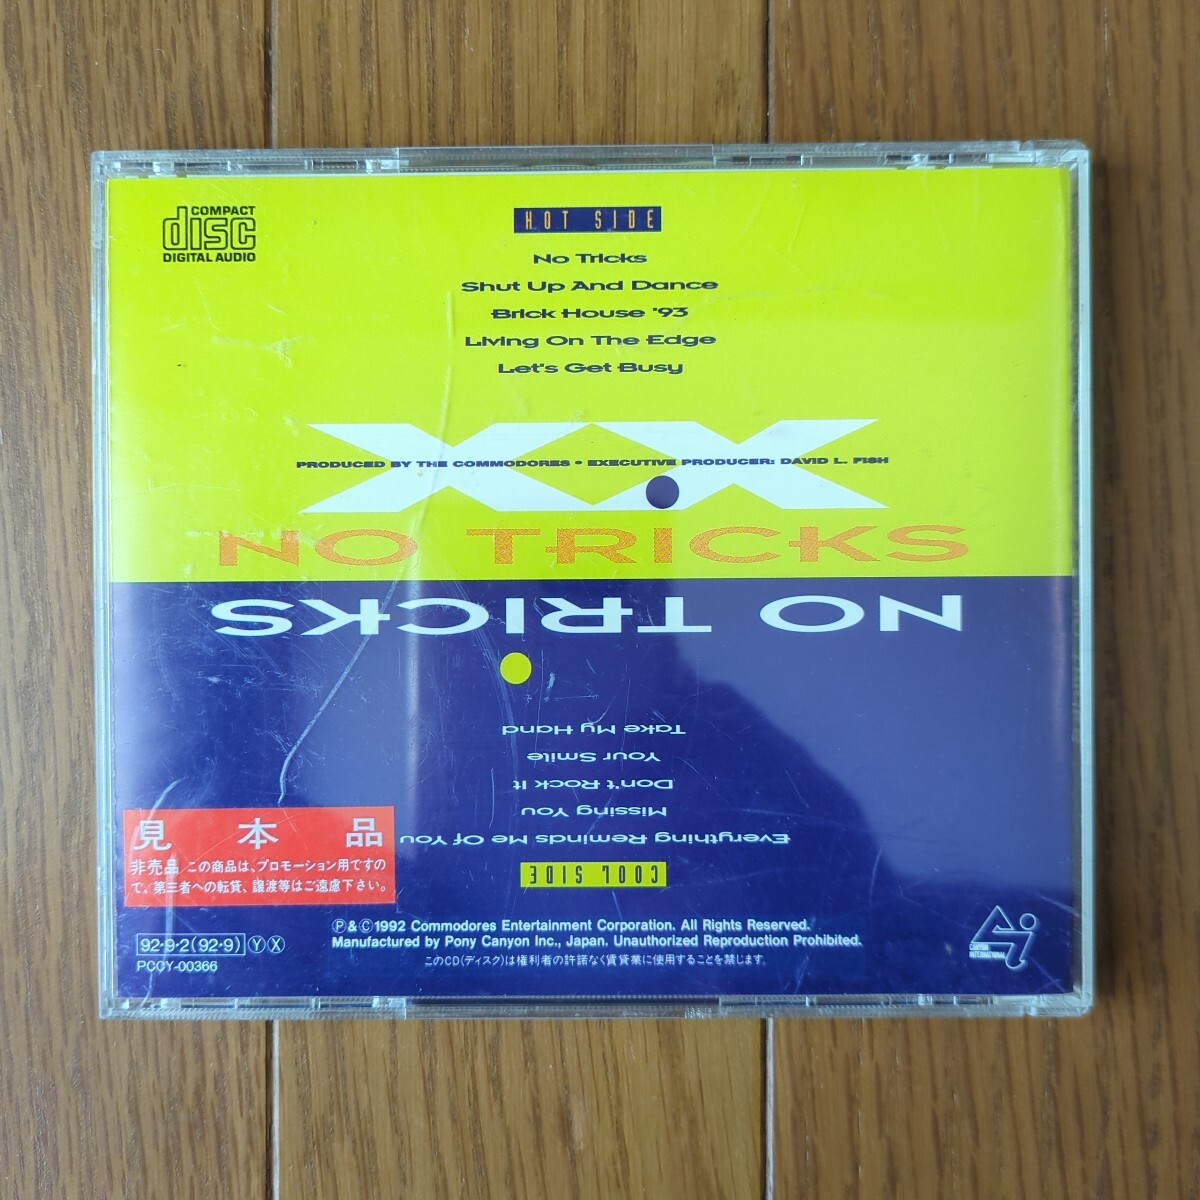 COMPACT
disc
DIGITAL AUDIO
HOT SIDE
No Tricks
Shut Up And Dance
Brick House '93
Living On The Edge
Let's Get Busy
XX
PRODUCED BY THE COMMODORES • EXECUTIVE PRODUCER: DAVID L. FISH
NO TRICKS
NO TRICKS
Take My Hand
Your Smile
Don't Rock It
Missing You
Everything Reminds Me Of You
COOL SIDE
見本品
非売品 この商品は、プロモーション用ですの
で、第三者への転貸、譲渡等はご遠慮下さい。
92・9・2(92・9) Ⓨ Ⓧ
PCCY-00366
Ⓟ & Ⓒ 1992 Commodores Entertainment Corporation. All Rights Reserved.
Manufactured by Pony Canyon Inc., Japan. Unauthorized Reproduction Prohibited.
このCD(ディスク)は権利者の許諾なく賃貸業に使用することを禁じます。
CANYON
INTERNATIONAL